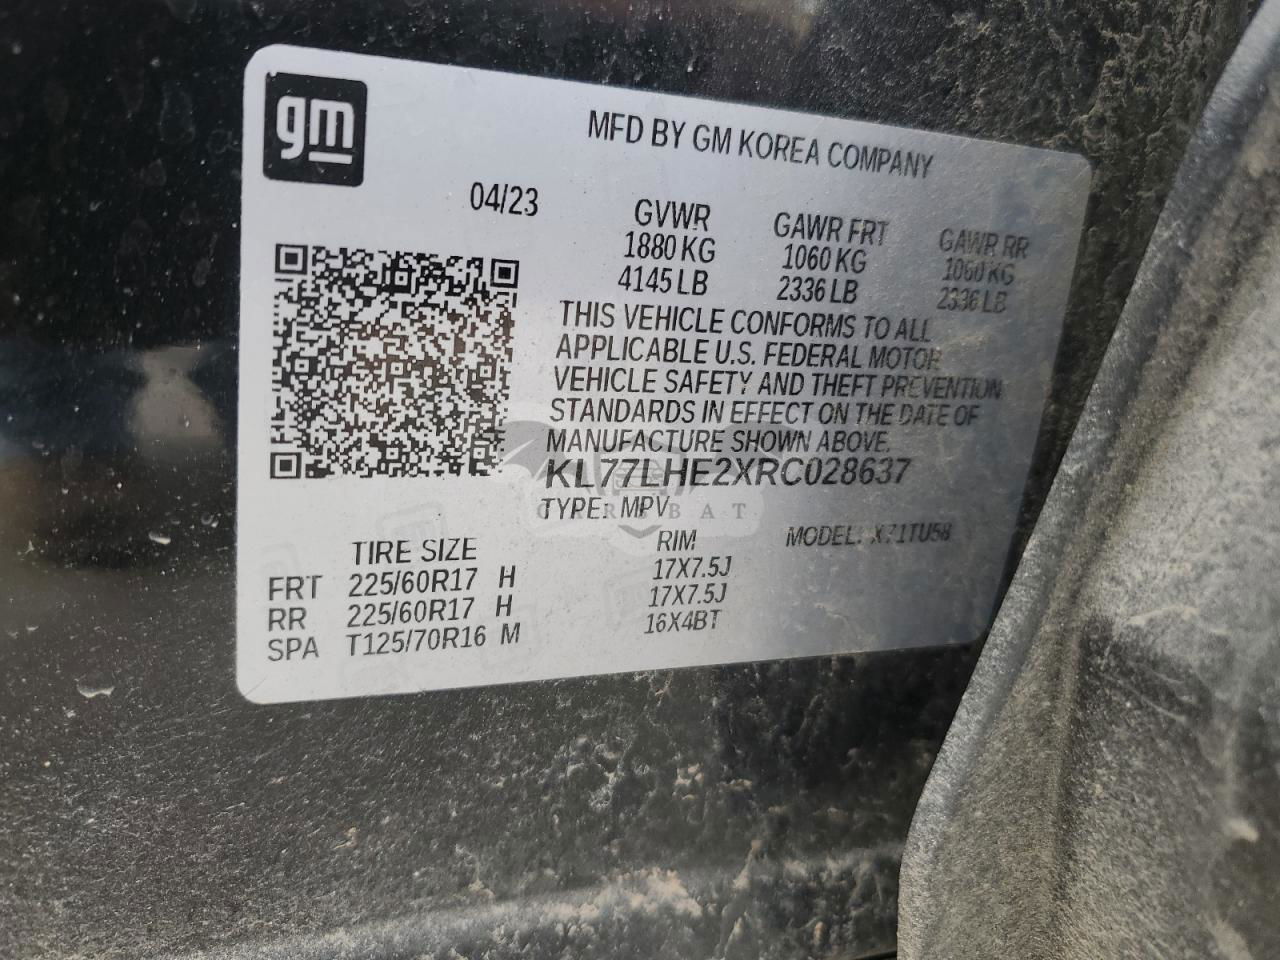 gm
MFD BY GM KOREA COMPANY
04/23
GVWR GAWR FRT GAWR RR
1880 KG 1060 KG 1060 KG
4145 LB 2336 LB 2336 LB
THIS VEHICLE CONFORMS TO ALL
APPLICABLE U.S. FEDERAL MOTOR
VEHICLE SAFETY AND THEFT PREVENTION
STANDARDS IN EFFECT ON THE DATE OF
MANUFACTURE SHOWN ABOVE.
KL77LHE2XRC028637
TYPE: MPV
CAR BAT
TIRE SIZE RIM MODEL: X71TU58
FRT 225/60R17 H 17X7.5J
RR 225/60R17 H 17X7.5J
SPA T125/70R16 M 16X4BT